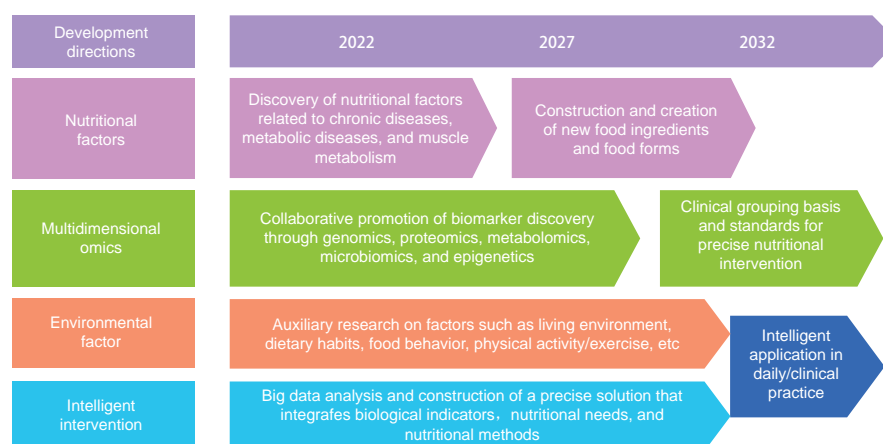 Development
directions
2022
2027
2032
Nutritional
factors
Discovery of nutritional factors
related to chronic diseases,
metabolic diseases, and muscle
metabolism
Construction and creation
of new food ingredients
and food forms
Multidimensional
omics
Collaborative promotion of biomarker discovery
through genomics, proteomics, metabolomics,
microbiomics, and epigenetics
Clinical grouping basis
and standards for
precise nutritional
intervention
Environmental
factor
Auxiliary research on factors such as living environment,
dietary habits, food behavior, physical activity/exercise, etc
Intelligent
application in
daily/clinical
practice
Intelligent
intervention
Big data analysis and construction of a precise solution that
integrafes biological indicators，nutritional needs, and
nutritional methods